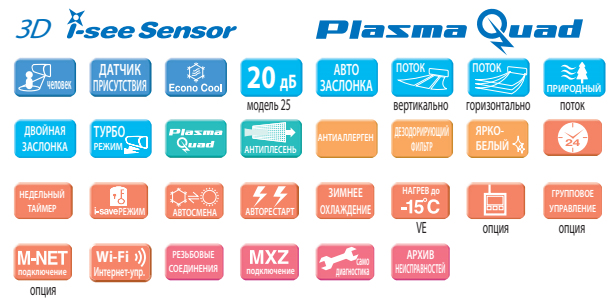 3D i-see Sensor
Plasma Quad
человек
ДАТЧИК
ПРИСУТСТВИЯ
Econo Cool
20 дБ
модель 25
АВТО
ЗАСЛОНКА
ПОТОК
вертикально
ПОТОК
горизонтально
ПРИРОДНЫЙ
поток
ДВОЙНАЯ
ЗАСЛОНКА
ТУРБО
РЕЖИМ
Plasma
Quad
АНТИПЛЕСЕНЬ
АНТИАЛЛЕРГЕН
ДЕЗОДОРИРУЮЩИЙ
ФИЛЬТР
ЯРКО-
БЕЛЫЙ
24
НЕДЕЛЬНЫЙ
ТАЙМЕР
i-saveРЕЖИМ
АВТОСМЕНА
АВТОРЕСТАРТ
ЗИМНЕЕ
ОХЛАЖДЕНИЕ
НАГРЕВ до
-15°C
VE
опция
ГРУППОВОЕ
УПРАВЛЕНИЕ
опция
M-NET
подключение
опция
Wi-Fi
Интернет-упр.
РЕЗЬБОВЫЕ
СОЕДИНЕНИЯ
MXZ
подключение
Само
диагностика
АРХИВ
НЕИСПРАВНОСТЕЙ